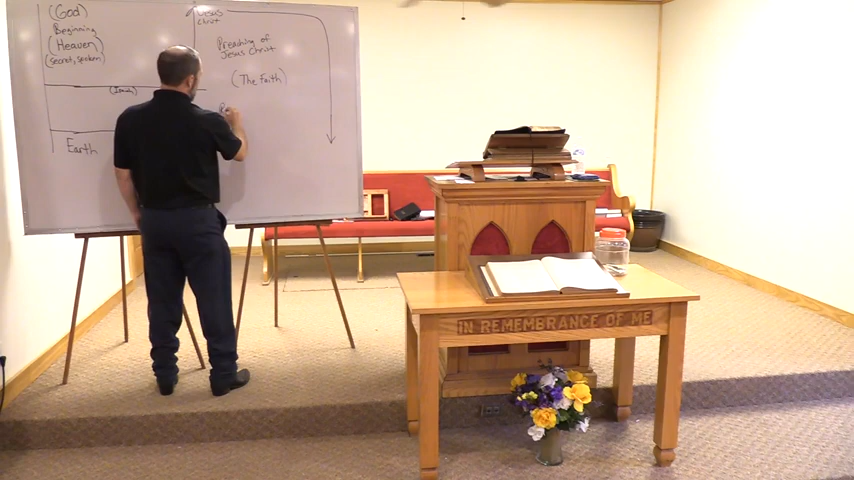 (God)
Beginning
(Heaven)
(secret, spoken)
Jesus
Christ
Preaching of
Jesus Christ
(The Faith)
Earth
IN REMEMBRANCE OF ME